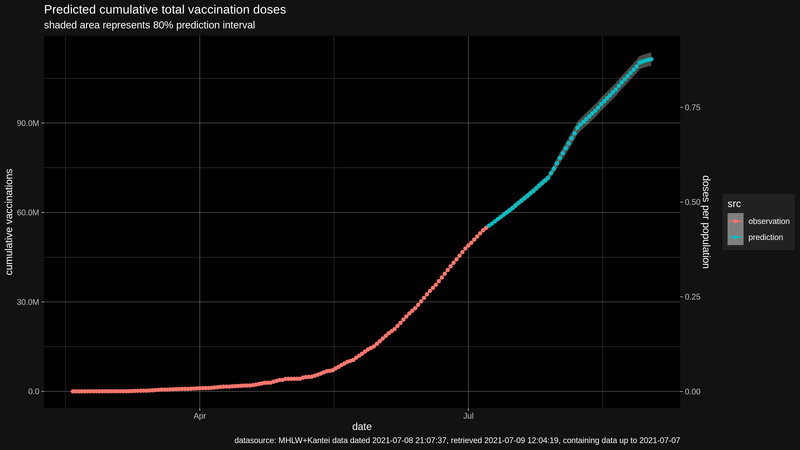 Predicted cumulative total vaccination doses
shaded area represents 80% prediction interval
cumulative vaccinations
90.0M
60.0M
30.0M
0.0
0.75
0.50
0.25
0.00
doses per population
src
observation
prediction
Apr
Jul
date
datasource: MHLW+Kantei data dated 2021-07-08 21:07:37, retrieved 2021-07-09 12:04:19, containing data up to 2021-07-07